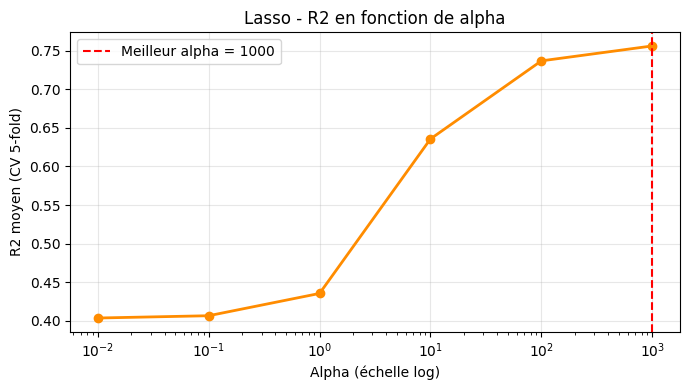 Lasso - R2 en fonction de alpha
Meilleur alpha = 1000
R2 moyen (CV 5-fold)
0.75
0.70
0.65
0.60
0.55
0.50
0.45
0.40
10⁻² 10⁻¹ 10⁰ 10¹ 10² 10³
Alpha (échelle log)